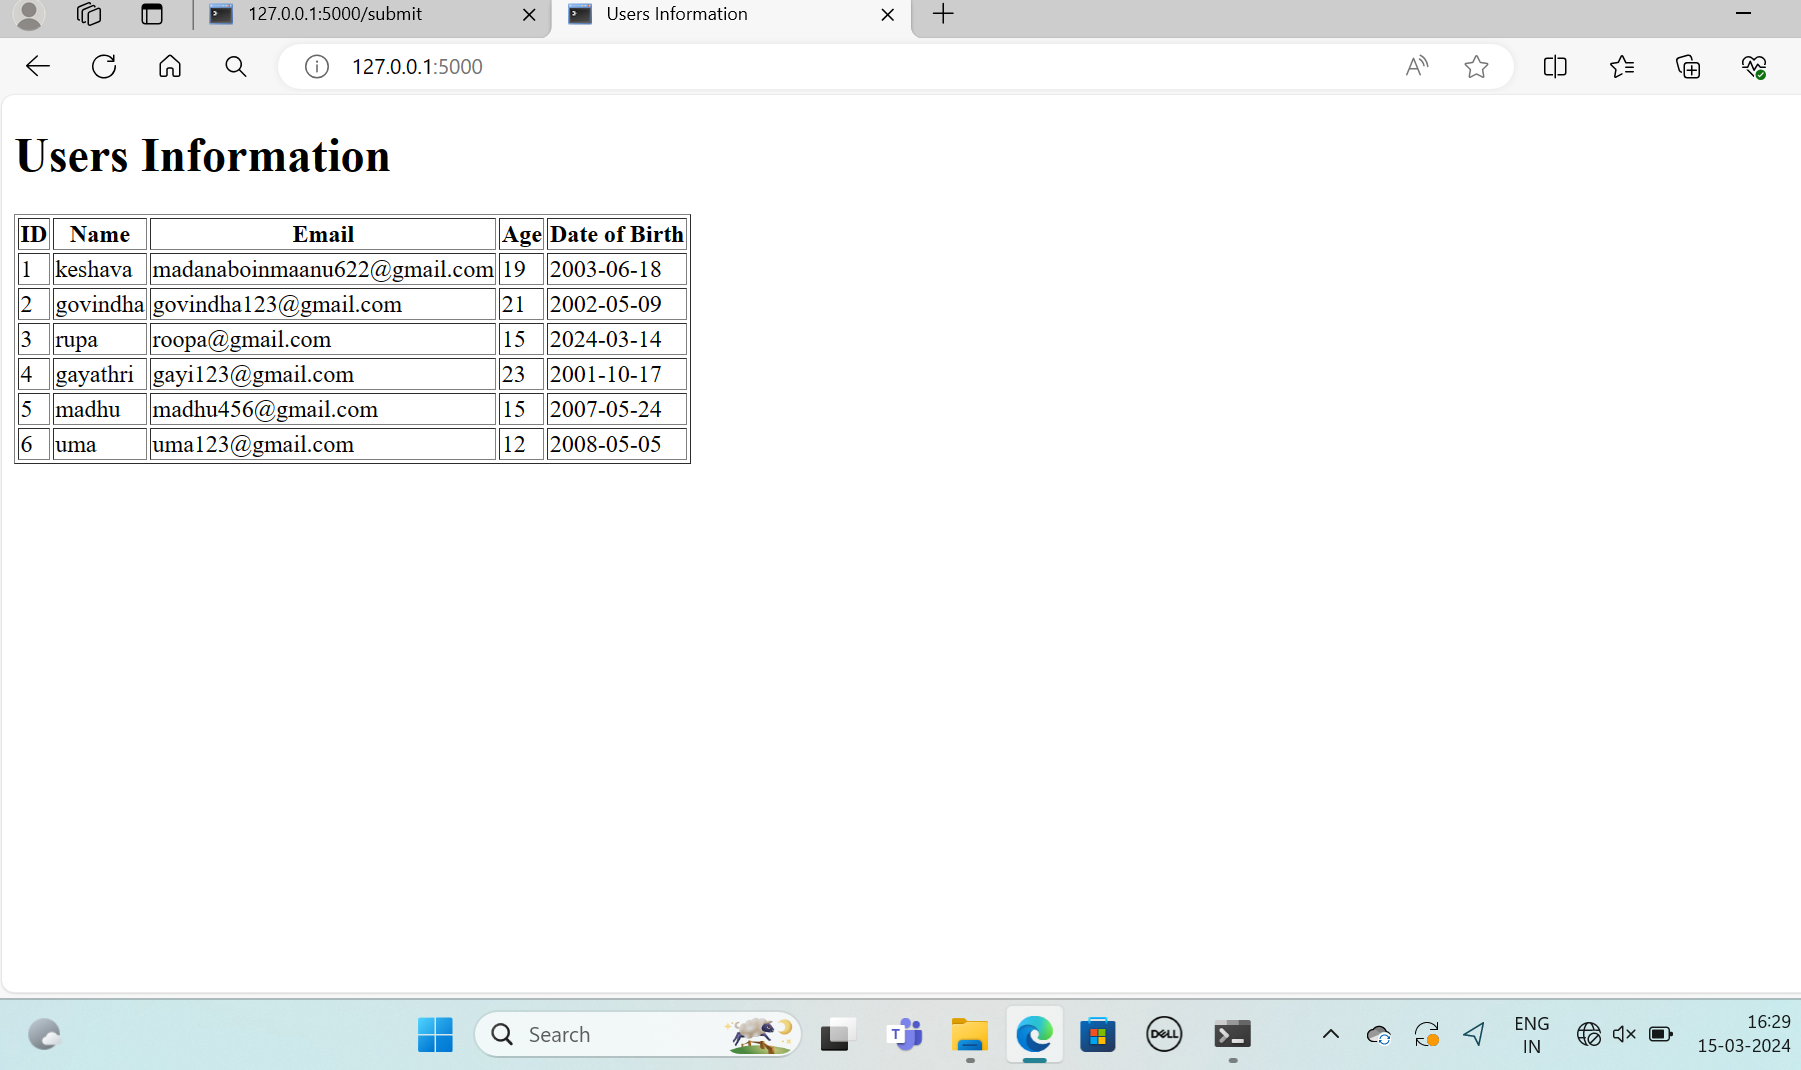 127.0.0.1:5000/submit
Users Information
127.0.0.1:5000
Users Information
ID Name Email Age Date of Birth
1 keshava madanaboinmaanu622@gmail.com 19 2003-06-18
2 govindha govindha123@gmail.com 21 2002-05-09
3 rupa roopa@gmail.com 15 2024-03-14
4 gayathri gayi123@gmail.com 23 2001-10-17
5 madhu madhu456@gmail.com 15 2007-05-24
6 uma uma123@gmail.com 12 2008-05-05
Search
T
DELL
ENG
IN
16:29
15-03-2024